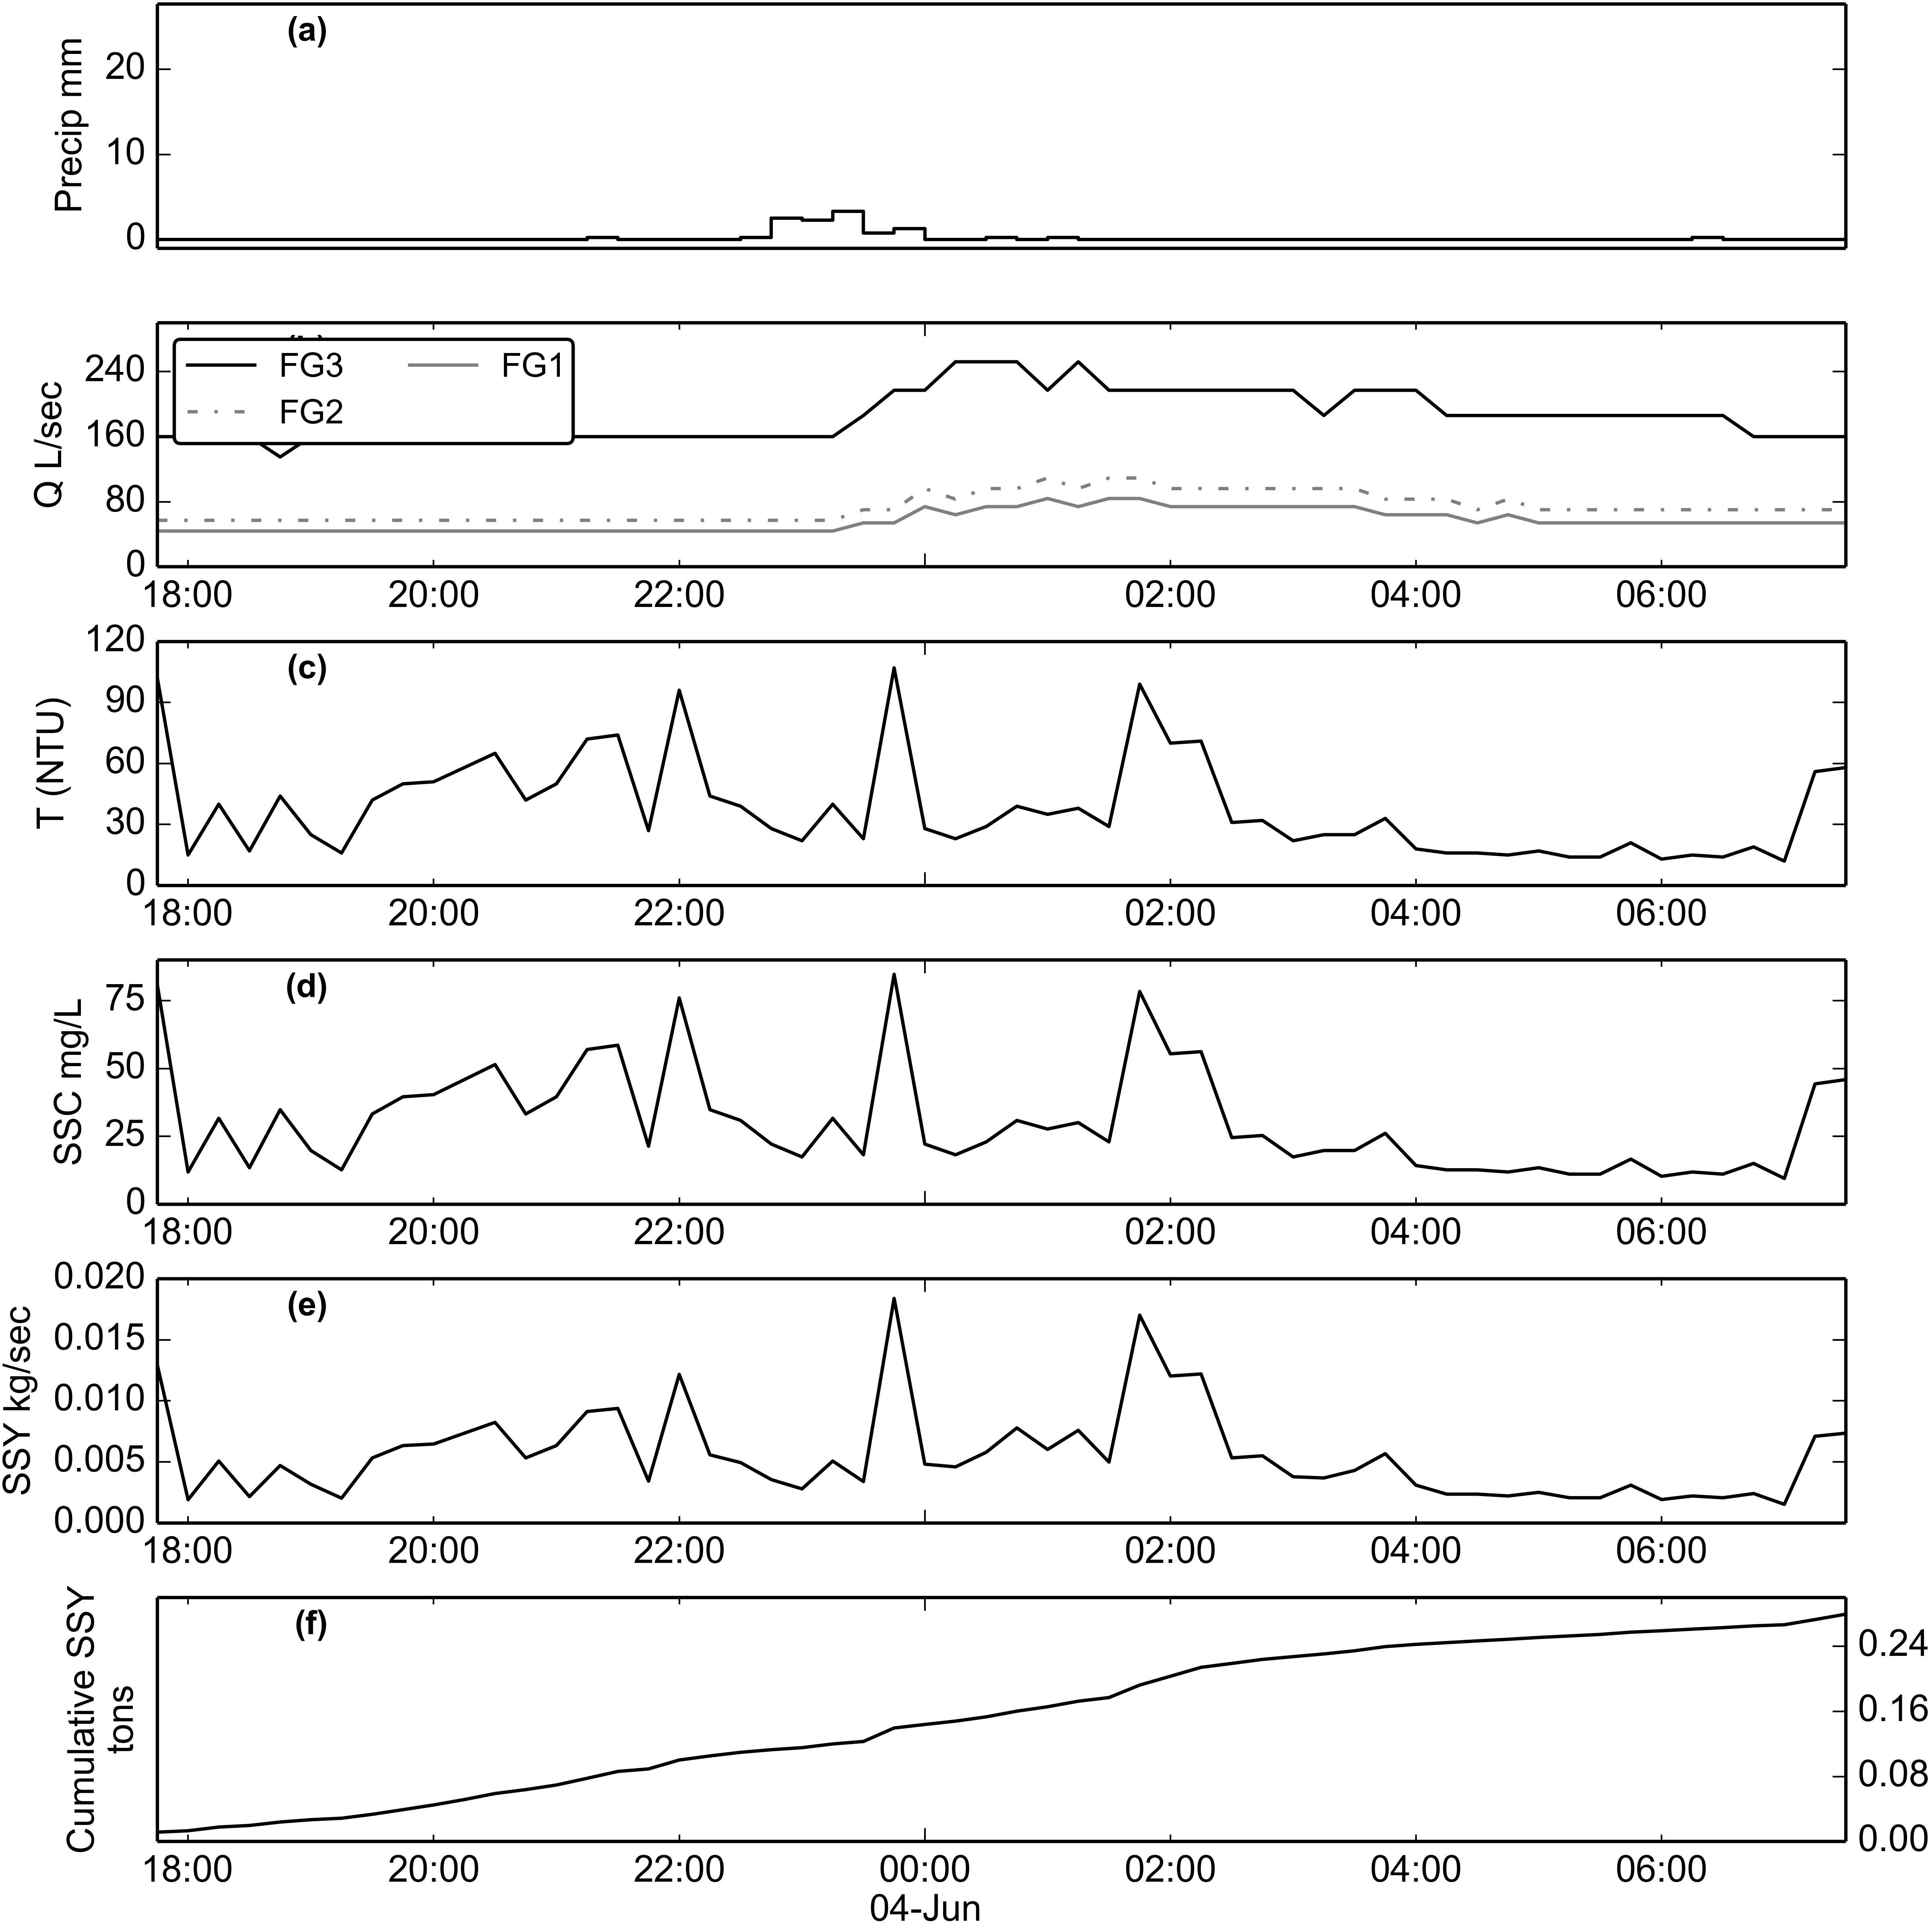 (a)
Precip mm
20
10
0
FG3
FG1
FG2
Q L/sec
240
160
80
0
18:00 20:00 22:00 02:00 04:00 06:00
(c)
T (NTU)
120
90
60
30
0
18:00 20:00 22:00 02:00 04:00 06:00
(d)
SSC mg/L
75
50
25
0
18:00 20:00 22:00 02:00 04:00 06:00
(e)
SSY kg/sec
0.020
0.015
0.010
0.005
0.000
18:00 20:00 22:00 02:00 04:00 06:00
(f)
Cumulative SSY
tons
0.24
0.16
0.08
0.00
18:00 20:00 22:00 00:00 02:00 04:00 06:00
04-Jun